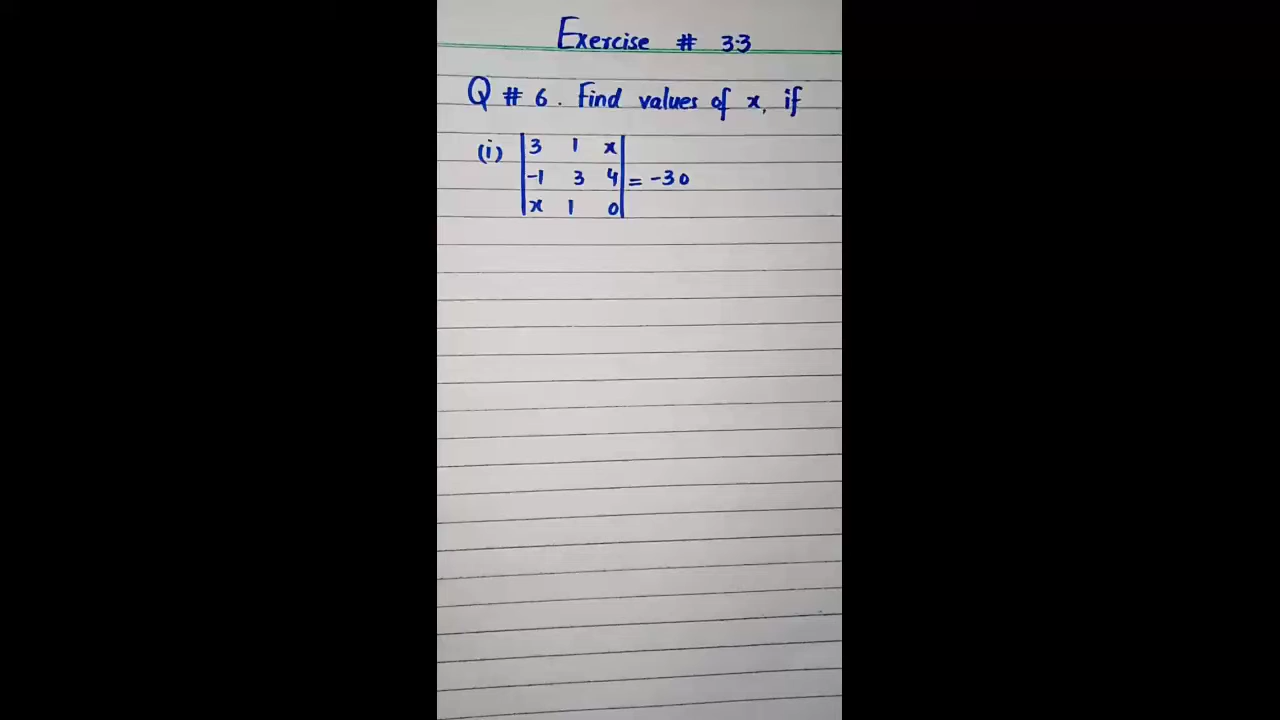 Exercise # 3.3
Q # 6. Find values of x, if
(i) |3 1 x|
|-1 3 4| = -30
|x 1 0|